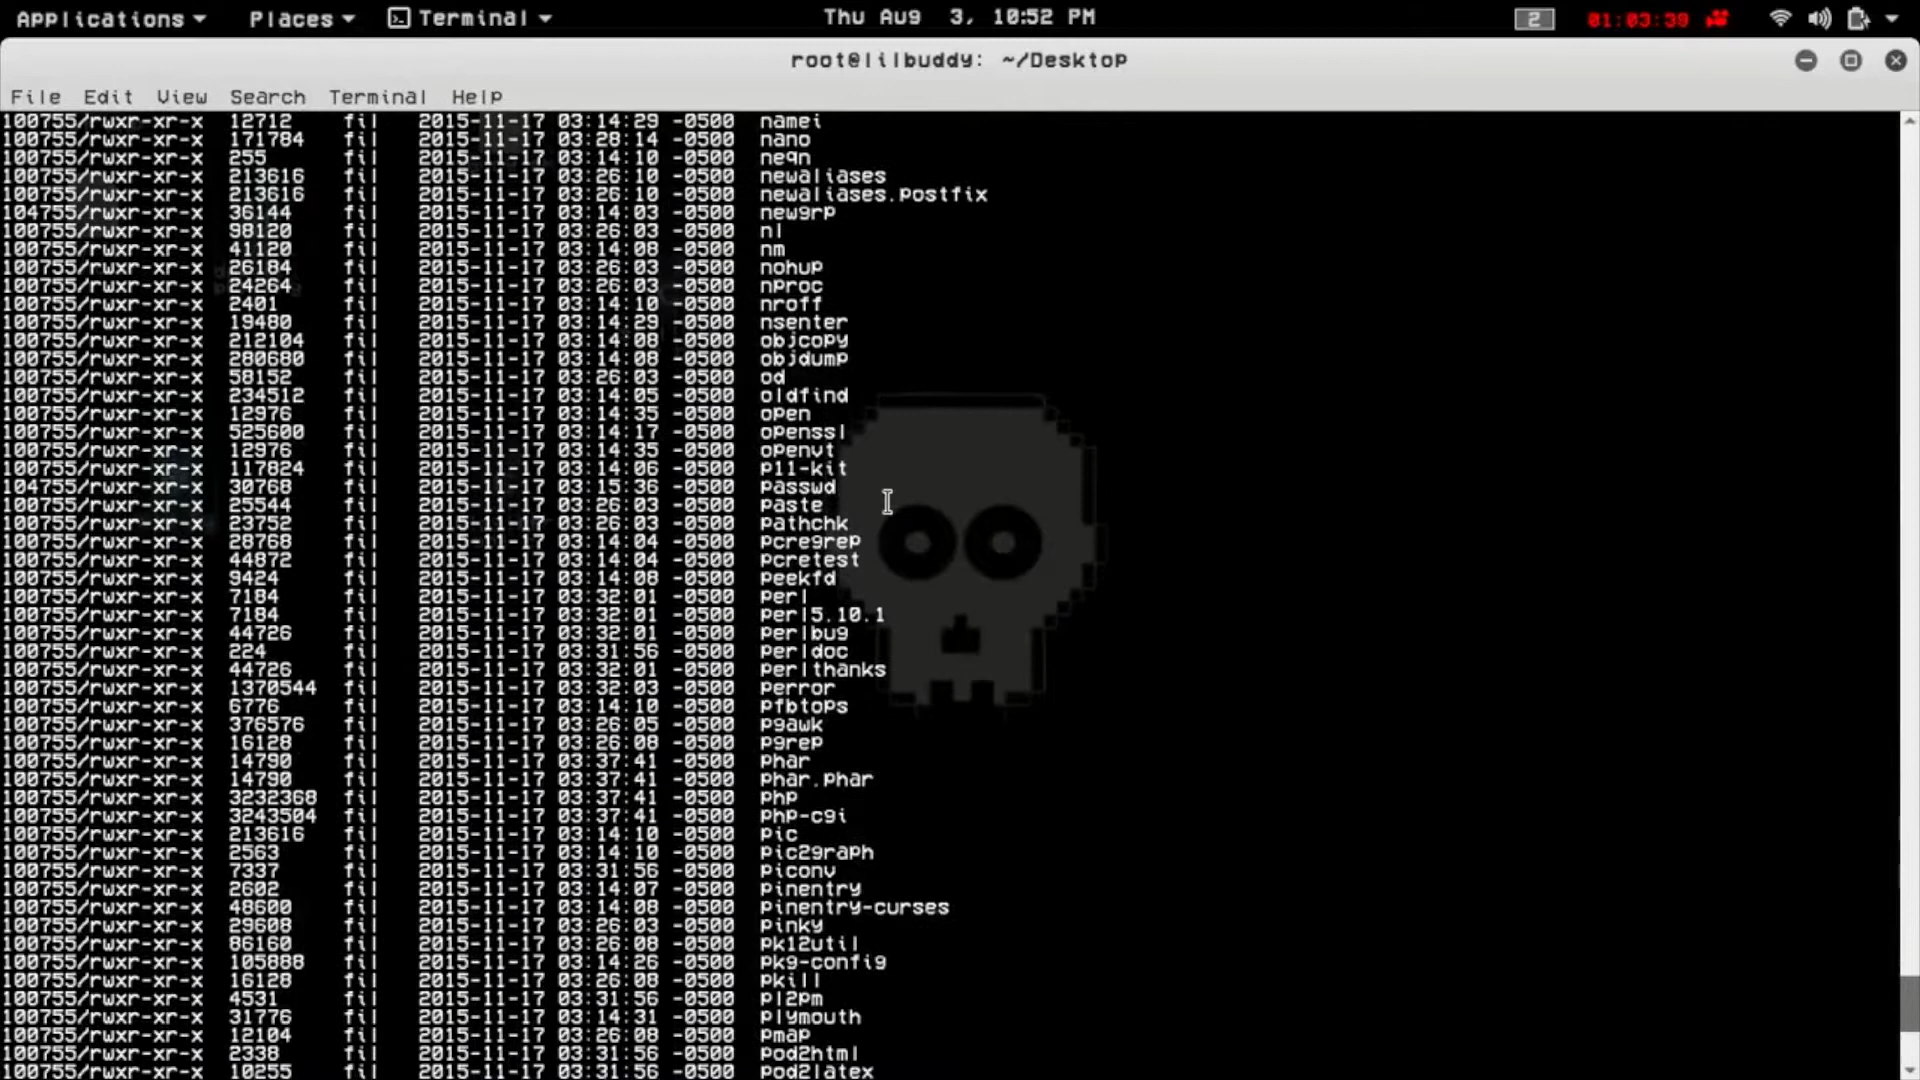 Applications Places Terminal Thu Aug 3, 10:52 PM 2 01:03:39
root@lilbuddy: ~/Desktop
File Edit View Search Terminal Help
100755/rwxr-xr-x 12712 fil 2015-11-17 03:14:29 -0500 namei
100755/rwxr-xr-x 171784 fil 2015-11-17 03:28:14 -0500 nano
100755/rwxr-xr-x 255 fil 2015-11-17 03:14:10 -0500 neqn
100755/rwxr-xr-x 213616 fil 2015-11-17 03:26:10 -0500 newaliases
100755/rwxr-xr-x 213616 fil 2015-11-17 03:26:10 -0500 newaliases.postfix
104755/rwxr-xr-x 36144 fil 2015-11-17 03:14:03 -0500 newgrp
100755/rwxr-xr-x 98120 fil 2015-11-17 03:26:03 -0500 nl
100755/rwxr-xr-x 41120 fil 2015-11-17 03:14:08 -0500 nm
100755/rwxr-xr-x 26184 fil 2015-11-17 03:26:03 -0500 nohup
100755/rwxr-xr-x 24264 fil 2015-11-17 03:26:03 -0500 nproc
100755/rwxr-xr-x 2401 fil 2015-11-17 03:14:10 -0500 nroff
100755/rwxr-xr-x 19480 fil 2015-11-17 03:14:29 -0500 nsenter
100755/rwxr-xr-x 212104 fil 2015-11-17 03:14:08 -0500 objcopy
100755/rwxr-xr-x 280680 fil 2015-11-17 03:14:08 -0500 objdump
100755/rwxr-xr-x 58152 fil 2015-11-17 03:26:03 -0500 od
100755/rwxr-xr-x 234512 fil 2015-11-17 03:14:05 -0500 oldfind
100755/rwxr-xr-x 12976 fil 2015-11-17 03:14:35 -0500 open
100755/rwxr-xr-x 525600 fil 2015-11-17 03:14:17 -0500 openssl
100755/rwxr-xr-x 12976 fil 2015-11-17 03:14:35 -0500 openvt
100755/rwxr-xr-x 117824 fil 2015-11-17 03:14:06 -0500 p11-kit
104755/rwxr-xr-x 30768 fil 2015-11-17 03:15:36 -0500 passwd
100755/rwxr-xr-x 25544 fil 2015-11-17 03:26:03 -0500 paste
100755/rwxr-xr-x 23752 fil 2015-11-17 03:26:03 -0500 pathchk
100755/rwxr-xr-x 28768 fil 2015-11-17 03:14:04 -0500 pcregrep
100755/rwxr-xr-x 44872 fil 2015-11-17 03:14:04 -0500 pcretest
100755/rwxr-xr-x 9424 fil 2015-11-17 03:14:08 -0500 peekfd
100755/rwxr-xr-x 7184 fil 2015-11-17 03:32:01 -0500 perl
100755/rwxr-xr-x 7184 fil 2015-11-17 03:32:01 -0500 perl5.10.1
100755/rwxr-xr-x 44726 fil 2015-11-17 03:32:01 -0500 perlbug
100755/rwxr-xr-x 224 fil 2015-11-17 03:31:56 -0500 perldoc
100755/rwxr-xr-x 44726 fil 2015-11-17 03:32:01 -0500 perlthanks
100755/rwxr-xr-x 1370544 fil 2015-11-17 03:32:03 -0500 perror
100755/rwxr-xr-x 6776 fil 2015-11-17 03:14:10 -0500 pfbtops
100755/rwxr-xr-x 376576 fil 2015-11-17 03:26:05 -0500 pgawk
100755/rwxr-xr-x 16128 fil 2015-11-17 03:26:08 -0500 pgrep
100755/rwxr-xr-x 14790 fil 2015-11-17 03:37:41 -0500 phar
100755/rwxr-xr-x 14790 fil 2015-11-17 03:37:41 -0500 phar.phar
100755/rwxr-xr-x 3232368 fil 2015-11-17 03:37:41 -0500 php
100755/rwxr-xr-x 3243504 fil 2015-11-17 03:37:41 -0500 php-cgi
100755/rwxr-xr-x 213616 fil 2015-11-17 03:14:10 -0500 pic
100755/rwxr-xr-x 2563 fil 2015-11-17 03:14:10 -0500 pic2graph
100755/rwxr-xr-x 7337 fil 2015-11-17 03:31:56 -0500 piconv
100755/rwxr-xr-x 2602 fil 2015-11-17 03:14:07 -0500 pinentry
100755/rwxr-xr-x 48600 fil 2015-11-17 03:14:08 -0500 pinentry-curses
100755/rwxr-xr-x 29608 fil 2015-11-17 03:26:03 -0500 pinky
100755/rwxr-xr-x 86160 fil 2015-11-17 03:26:08 -0500 pk12util
100755/rwxr-xr-x 105888 fil 2015-11-17 03:14:26 -0500 pkg-config
100755/rwxr-xr-x 16128 fil 2015-11-17 03:26:08 -0500 pkill
100755/rwxr-xr-x 4531 fil 2015-11-17 03:31:56 -0500 pl2pm
100755/rwxr-xr-x 31776 fil 2015-11-17 03:14:31 -0500 plymouth
100755/rwxr-xr-x 12104 fil 2015-11-17 03:26:08 -0500 pmap
100755/rwxr-xr-x 2338 fil 2015-11-17 03:31:56 -0500 pod2html
100755/rwxr-xr-x 10255 fil 2015-11-17 03:31:56 -0500 pod2latex